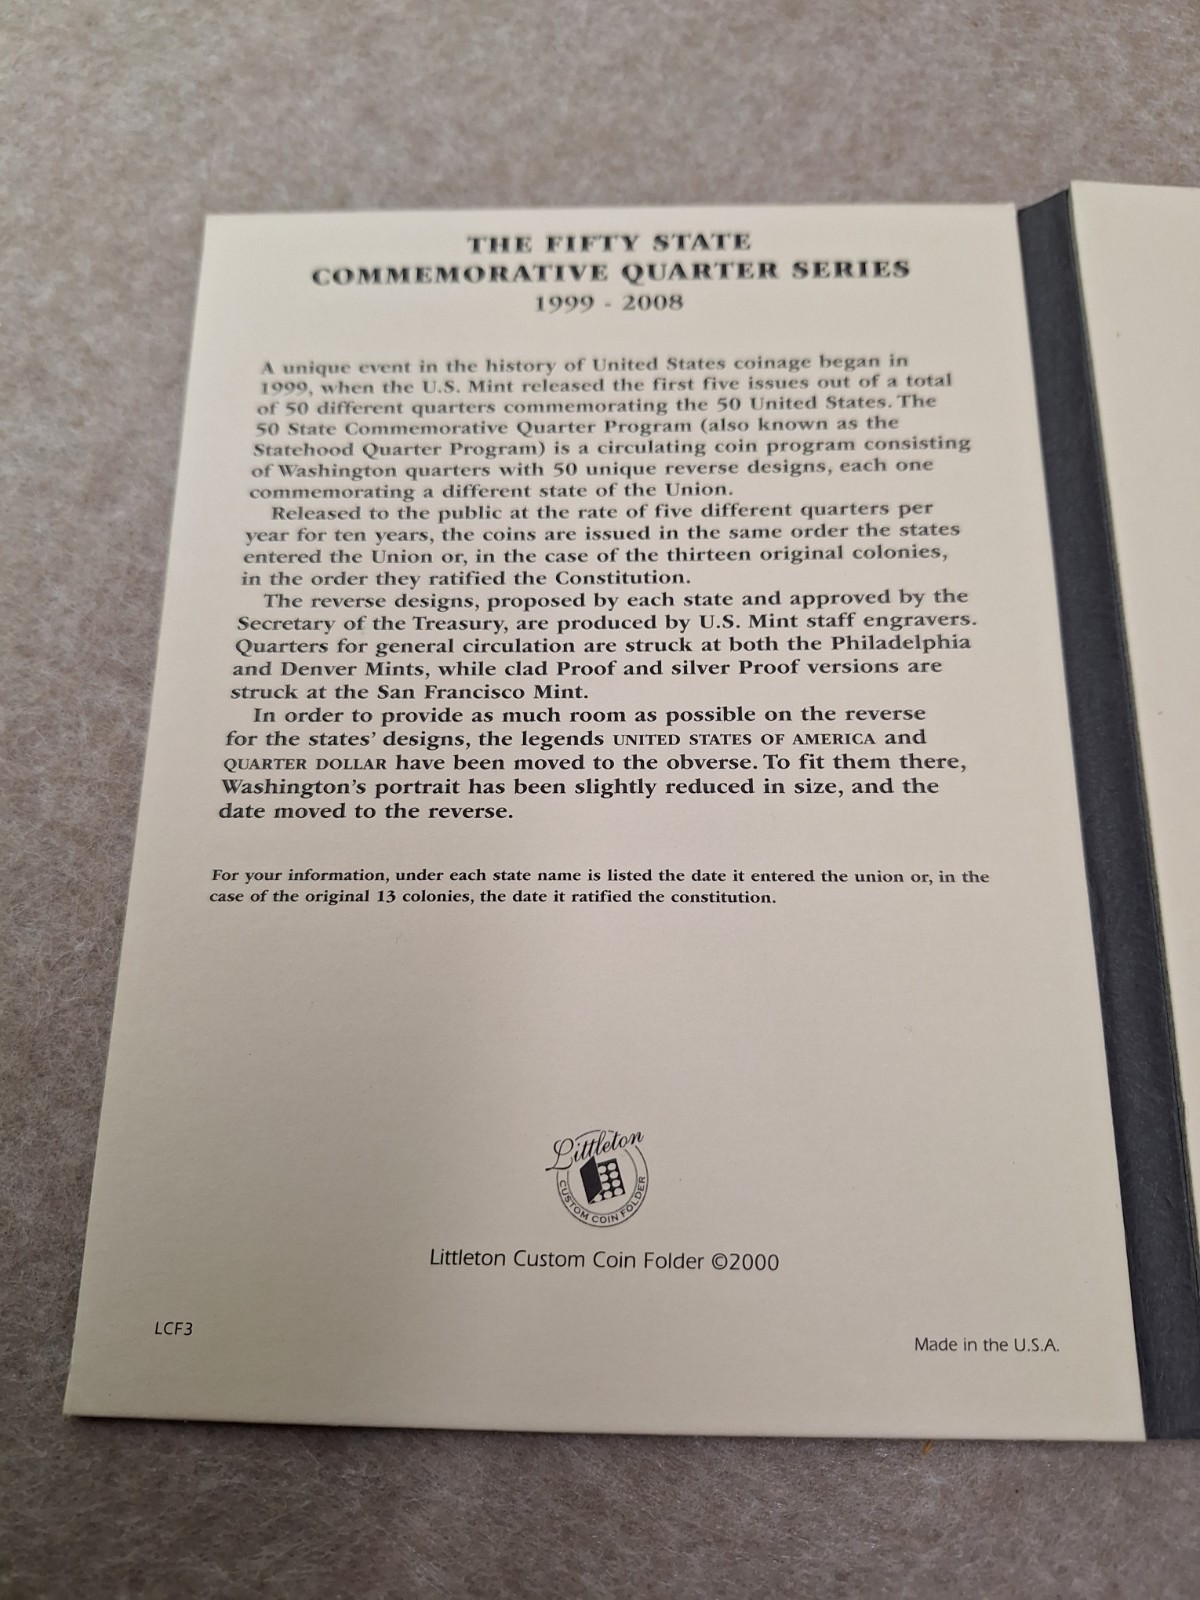 THE FIFTY STATE
COMMEMORATIVE QUARTER SERIES
1999 - 2008
A unique event in the history of United States coinage began in
1999, when the U.S. Mint released the first five issues out of a total
of 50 different quarters commemorating the 50 United States. The
50 State Commemorative Quarter Program (also known as the
Statehood Quarter Program) is a circulating coin program consisting
of Washington quarters with 50 unique reverse designs, each one
commemorating a different state of the Union.
Released to the public at the rate of five different quarters per
year for ten years, the coins are issued in the same order the states
entered the Union or, in the case of the thirteen original colonies,
in the order they ratified the Constitution.
The reverse designs, proposed by each state and approved by the
Secretary of the Treasury, are produced by U.S. Mint staff engravers.
Quarters for general circulation are struck at both the Philadelphia
and Denver Mints, while clad Proof and silver Proof versions are
struck at the San Francisco Mint.
In order to provide as much room as possible on the reverse
for the states' designs, the legends UNITED STATES OF AMERICA and
QUARTER DOLLAR have been moved to the obverse. To fit them there,
Washington's portrait has been slightly reduced in size, and the
date moved to the reverse.
For your information, under each state name is listed the date it entered the union or, in the
case of the original 13 colonies, the date it ratified the constitution.
Littleton
CUSTOM COIN FOLDER
Littleton Custom Coin Folder ©2000
LCF3
Made in the U.S.A.